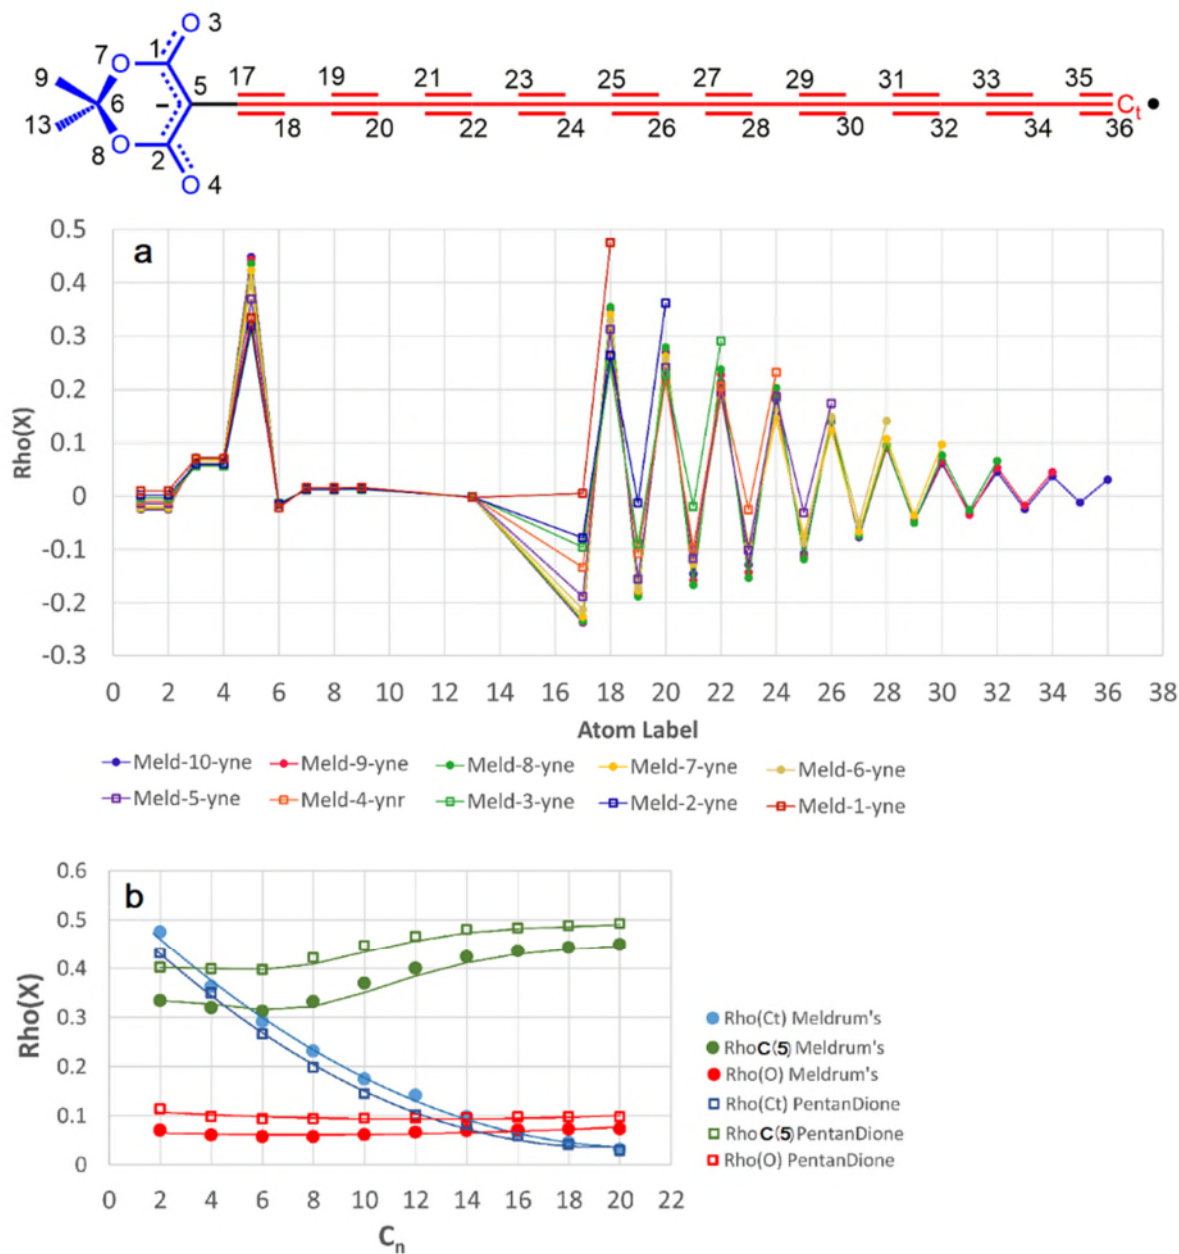 O 3
7 1
9 O 5 17 19 21 23 25 27 29 31 33 35
6 − Ct •
13 O 2 18 20 22 24 26 28 30 32 34 36
8 O 4
a
Rho(X)
0.5
0.4
0.3
0.2
0.1
0
-0.1
-0.2
-0.3
0 2 4 6 8 10 12 14 16 18 20 22 24 26 28 30 32 34 36 38
Atom Label
Meld-10-yne Meld-9-yne Meld-8-yne Meld-7-yne Meld-6-yne
Meld-5-yne Meld-4-ynr Meld-3-yne Meld-2-yne Meld-1-yne
b
Rho(X)
0.6
0.5
0.4
0.3
0.2
0.1
0
0 2 4 6 8 10 12 14 16 18 20 22
Cn
Rho(Ct) Meldrum's
RhoC(5) Meldrum's
Rho(O) Meldrum's
Rho(Ct) PentanDione
RhoC(5)PentanDione
Rho(O) PentanDione